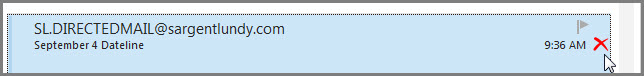 SL.DIRECTEDMAIL@sargentlundy.com
September 4 Dateline 9:36 AM